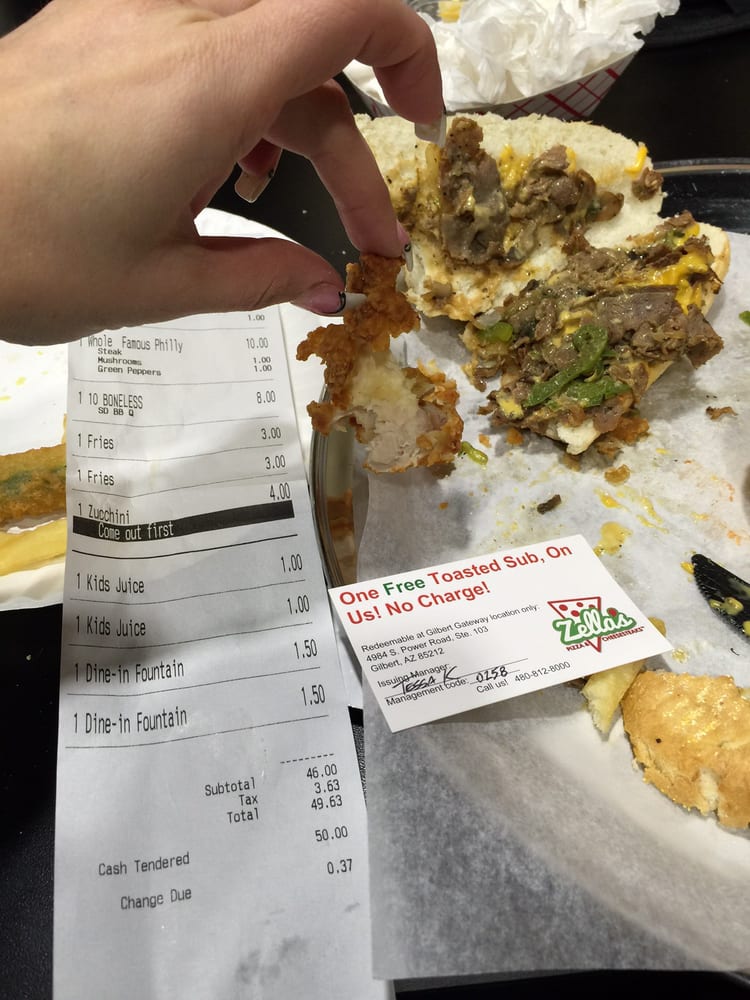 1.00
1 Whole Famous Philly 10.00
Steak
Mushrooms 1.00
Green Peppers 1.00
1 10 BONELESS 8.00
SD BB Q
1 Fries 3.00
1 Fries 3.00
1 Zucchini 4.00
Come out first
1 Kids Juice 1.00
1 Kids Juice 1.00
1 Dine-in Fountain 1.50
1 Dine-in Fountain 1.50
Subtotal 46.00
Tax 3.63
Total 49.63
Cash Tendered 50.00
Change Due 0.37
One Free Toasted Sub, On
Us! No Charge!
Redeemable at Gilbert Gateway location only:
4984 S. Power Road, Ste. 103
Gilbert, AZ 85212
Issuing Manager: TESSA K
Management code: 0258
Call us! 480-812-8000
Zella's
PIZZA & CHEESESTEAKS